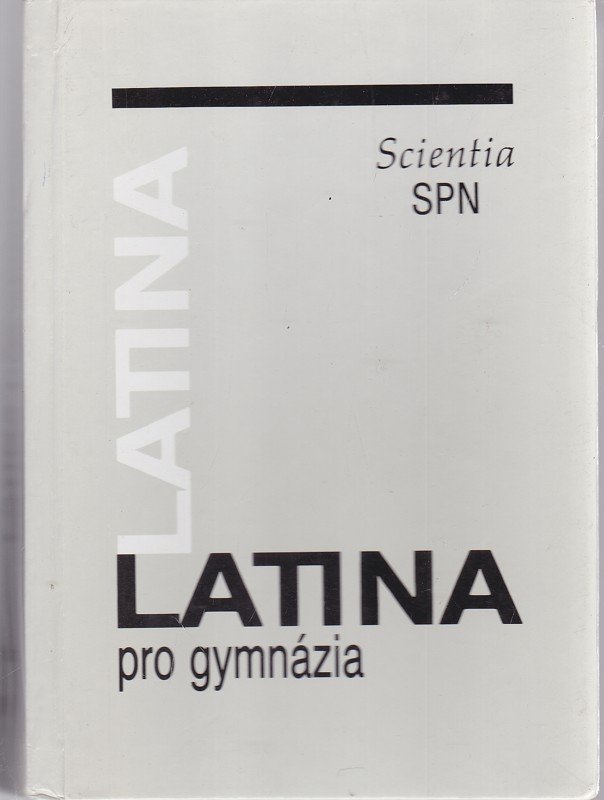 Scientia
SPN
LATINA
LATINA
pro gymnázia